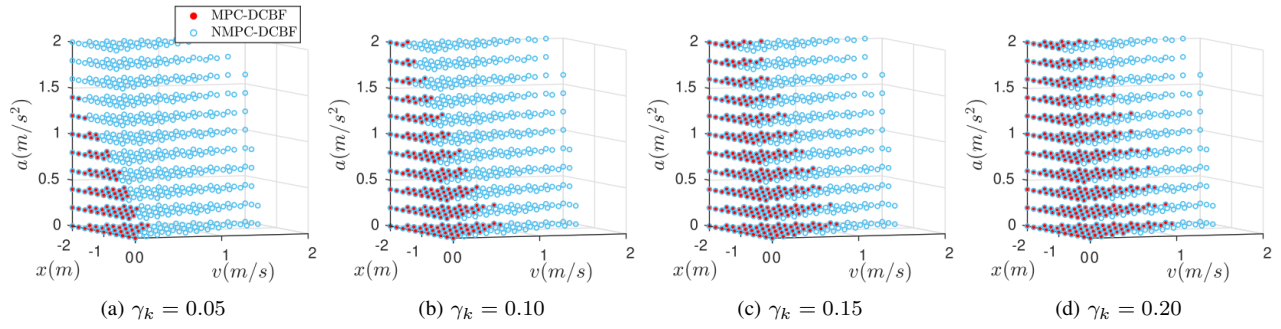 MPC-DCBF
NMPC-DCBF
a(m/s²)
2
1.5
1
0.5
0
-2
-1
0 0
1
2
x(m)
v(m/s)
(a) γₖ = 0.05
a(m/s²)
2
1.5
1
0.5
0
-2
-1
0 0
1
2
x(m)
v(m/s)
(b) γₖ = 0.10
a(m/s²)
2
1.5
1
0.5
0
-2
-1
0 0
1
2
x(m)
v(m/s)
(c) γₖ = 0.15
a(m/s²)
2
1.5
1
0.5
0
-2
-1
0 0
1
2
x(m)
v(m/s)
(d) γₖ = 0.20